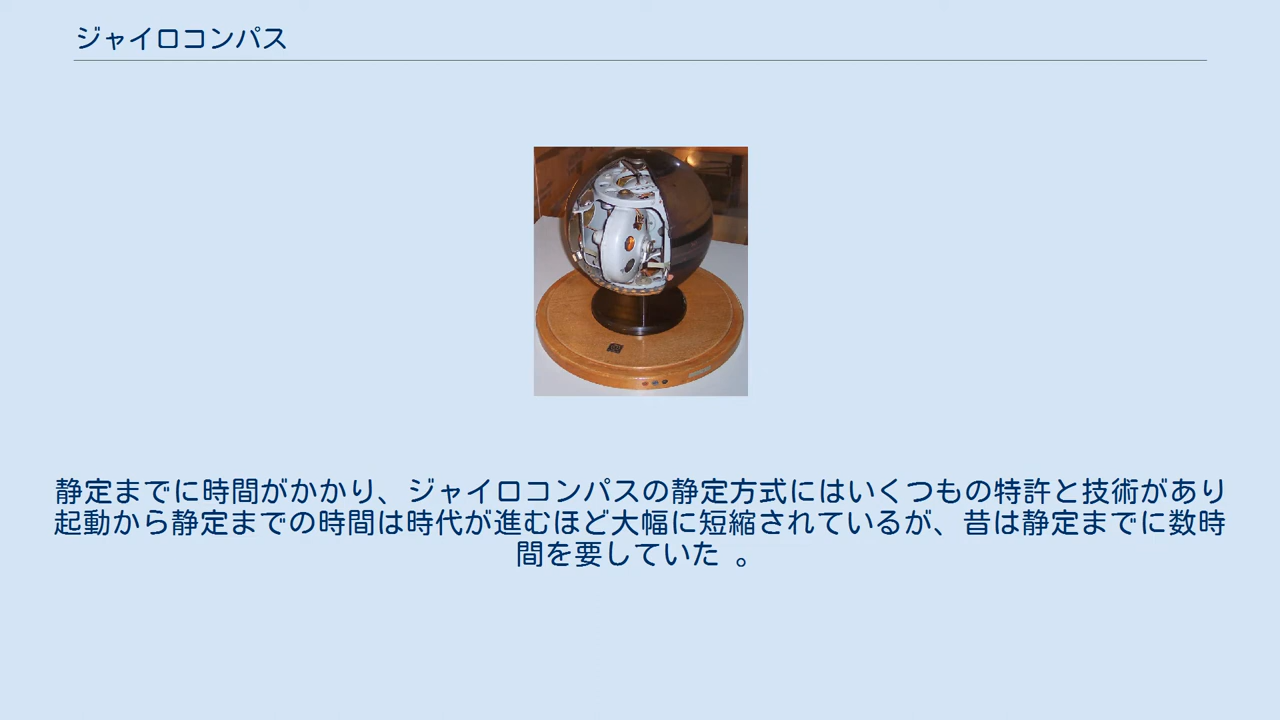 ジャイロコンパス
静定までに時間がかかり、ジャイロコンパスの静定方式にはいくつもの特許と技術があり
起動から静定までの時間は時代が進むほど大幅に短縮されているが、昔は静定までに数時
間を要していた 。